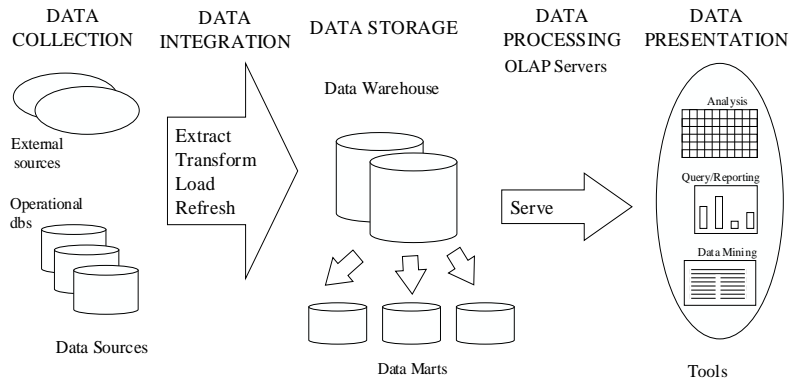 DATA
COLLECTION
External
sources
Operational
dbs
Data Sources
DATA
INTEGRATION
Extract
Transform
Load
Refresh
DATA STORAGE
Data Warehouse
Data Marts
DATA
PROCESSING
OLAP Servers
Serve
DATA
PRESENTATION
Analysis
Query/Reporting
Data Mining
Tools